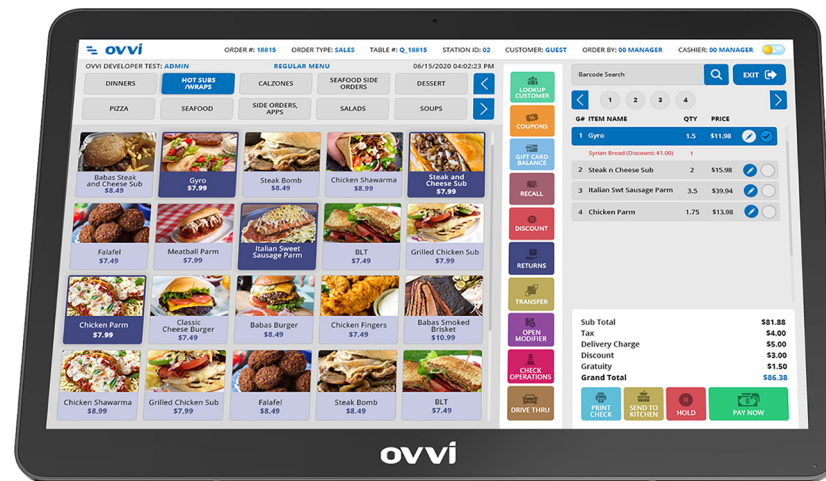 ovvi
ORDER #: 18815 ORDER TYPE: SALES TABLE #: Q_18815 STATION ID: 02 CUSTOMER: GUEST ORDER BY: 00 MANAGER CASHIER: 00 MANAGER
OVVI DEVELOPER TEST: ADMIN REGULAR MENU 06/15/2020 04:02:23 PM
DINNERS
HOT SUBS
/WRAPS
CALZONES
SEAFOOD SIDE
ORDERS
DESSERT
PIZZA
SEAFOOD
SIDE ORDERS,
APPS
SALADS
SOUPS
Babas Steak
and Cheese Sub
$8.49
Gyro
$7.99
Steak Bomb
$8.49
Chicken Shawarma
$8.99
Steak and
Cheese Sub
$7.99
Falafel
$7.49
Meatball Parm
$7.99
Italian Sweet
Sausage Parm
BLT
$7.49
Grilled Chicken Sub
$7.99
Chicken Parm
$7.99
Classic
Cheese Burger
$7.49
Babas Burger
$8.49
Chicken Fingers
$7.49
Babas Smoked
Brisket
$10.99
Chicken Shawarma
$8.99
Grilled Chicken Sub
$7.99
Falafel
$8.49
Steak Bomb
$8.49
BLT
$7.49
LOOKUP
CUSTOMER
COUPONS
GIFT CARD
BALANCE
RECALL
DISCOUNT
RETURNS
TRANSFER
OPEN
MODIFIER
CHECK
OPERATIONS
DRIVE THRU
Barcode Search
EXIT
1 2 3 4
G# ITEM NAME QTY PRICE
1 Gyro 1.5 $11.98
Syrian Bread (Discount: $1.00) 1
2 Steak n Cheese Sub 2 $15.98
3 Italian Swt Sausage Parm 3.5 $39.94
4 Chicken Parm 1.75 $13.98
Sub Total $81.88
Tax $4.00
Delivery Charge $5.00
Discount $3.00
Gratuity $1.50
Grand Total $86.38
PRINT
CHECK
SEND TO
KITCHEN
HOLD
PAY NOW
ovvi